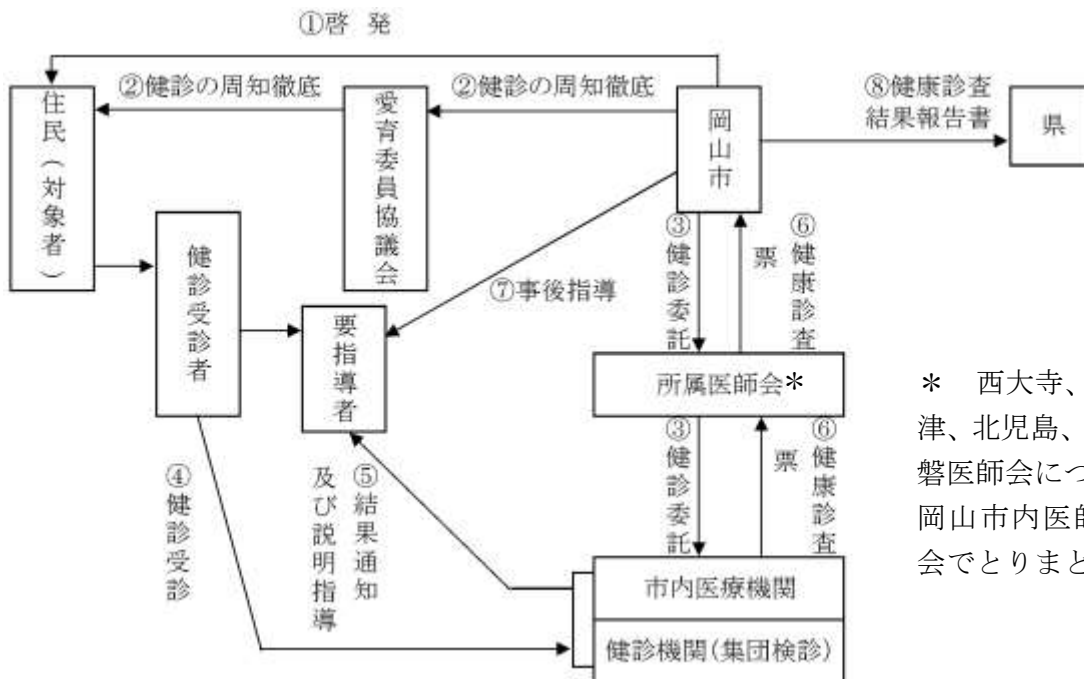 ①啓 発
②健診の周知徹底
②健診の周知徹底
⑧健康診査
結果報告書
住民(対象者)
愛育委員協議会
岡山市
県
健診受診者
要指導者
⑦事後指導
③健診委託
⑥健康診査
票
所属医師会*
③健診委託
⑥健康診査
票
④健診受診
⑤結果通知
及び説明指導
市内医療機関
健診機関(集団検診)
* 西大寺、
津、北児島、
磐医師会につ
岡山市内医師
会でとりまと